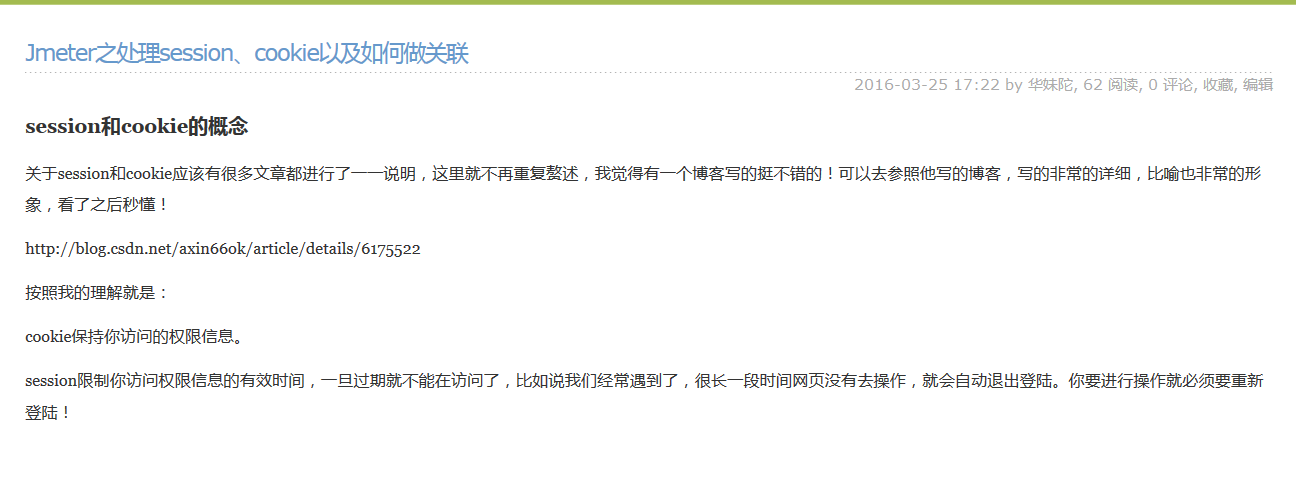 Jmeter之处理session、cookie以及如何做关联
2016-03-25 17:22 by 华妹陀, 62 阅读, 0 评论, 收藏, 编辑
session和cookie的概念
关于session和cookie应该有很多文章都进行了一一说明，这里就不再重复赘述，我觉得有一个博客写的挺不错的！可以去参照他写的博客，写的非常的详细，比喻也非常的形
象，看了之后秒懂！
http://blog.csdn.net/axin66ok/article/details/6175522
按照我的理解就是：
cookie保持你访问的权限信息。
session限制你访问权限信息的有效时间，一旦过期就不能在访问了，比如说我们经常遇到了，很长一段时间网页没有去操作，就会自动退出登陆。你要进行操作就必须要重新
登陆！